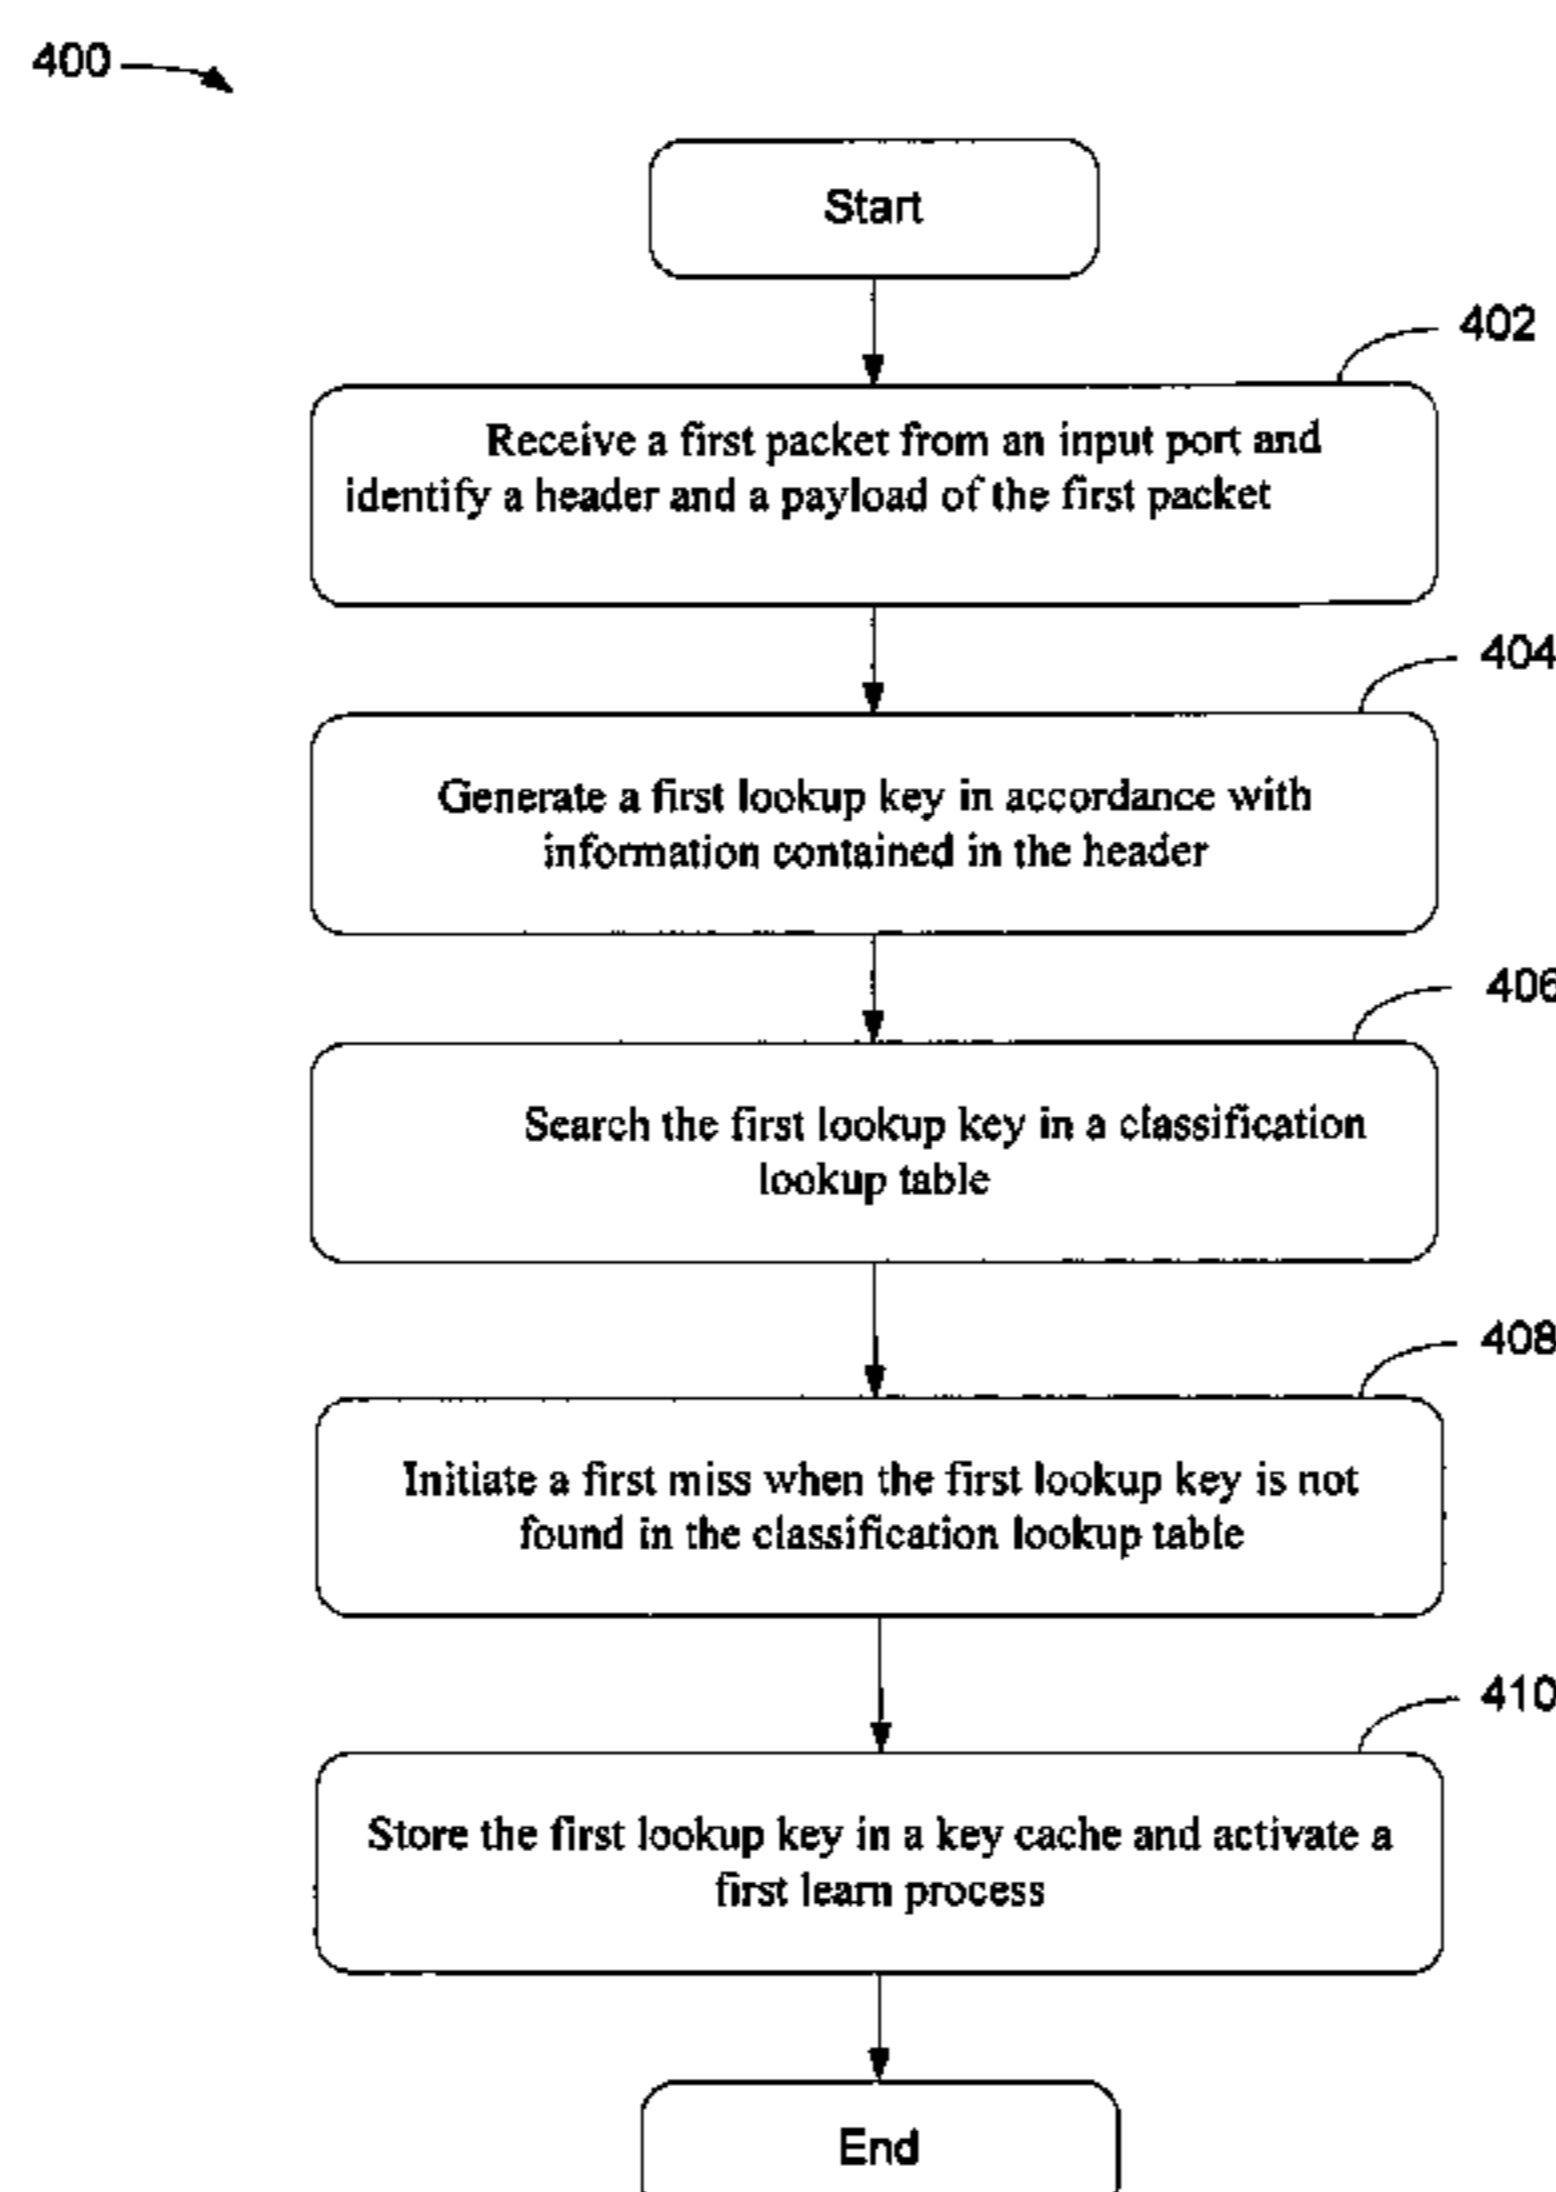 400
Start
402
Receive a first packet from an input port and
identify a header and a payload of the first packet
404
Generate a first lookup key in accordance with
information contained in the header
406
Search the first lookup key in a classification
lookup table
408
Initiate a first miss when the first lookup key is not
found in the classification lookup table
410
Store the first lookup key in a key cache and activate a
first learn process
End